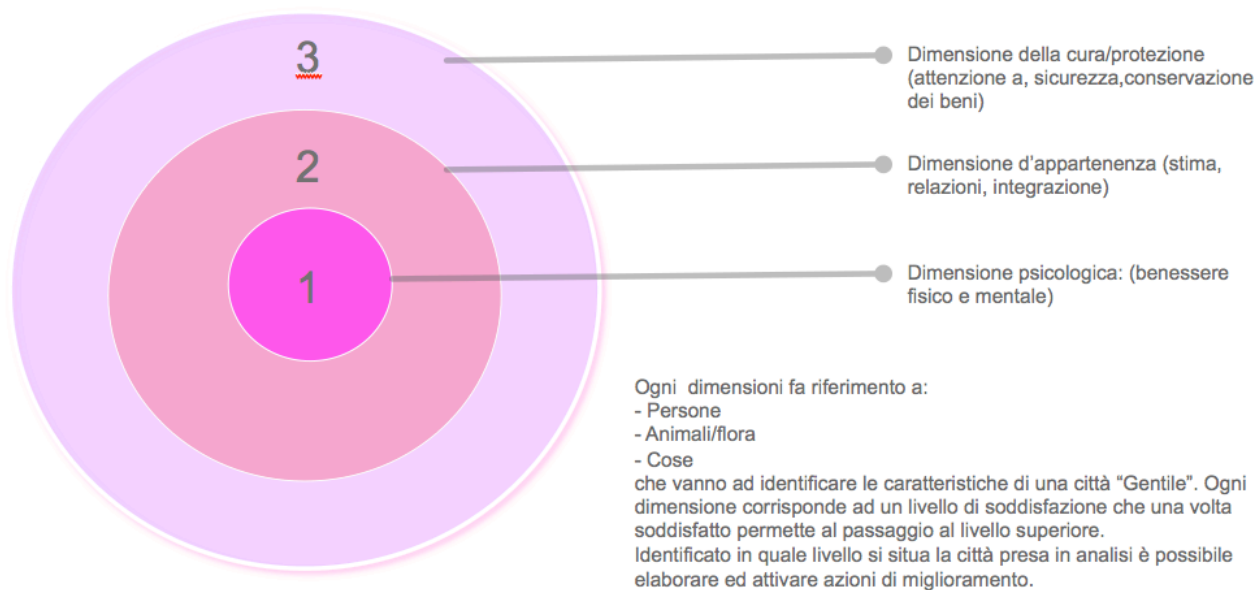 3
Dimensione della cura/protezione
(attenzione a, sicurezza,conservazione
dei beni)
2
Dimensione d'appartenenza (stima,
relazioni, integrazione)
1
Dimensione psicologica: (benessere
fisico e mentale)
Ogni  dimensioni fa riferimento a:
- Persone
- Animali/flora
- Cose
che vanno ad identificare le caratteristiche di una città “Gentile”. Ogni
dimensione corrisponde ad un livello di soddisfazione che una volta
soddisfatto permette al passaggio al livello superiore.
Identificato in quale livello si situa la città presa in analisi è possibile
elaborare ed attivare azioni di miglioramento.